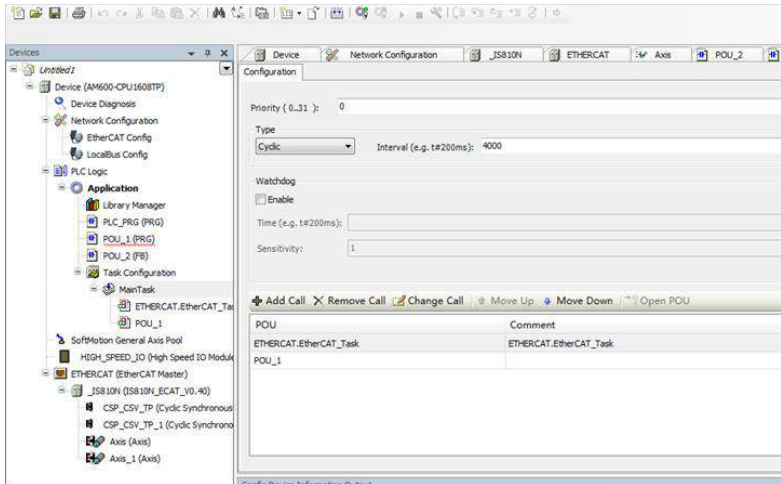 Devices
Untitled1
Device (AM600-CPU1608TP)
Device Diagnosis
Network Configuration
EtherCAT Config
LocalBus Config
PLC Logic
Application
Library Manager
PLC_PRG (PRG)
POU_1 (PRG)
POU_2 (FB)
Task Configuration
MainTask
ETHERCAT.EtherCAT_Ta
POU_1
SoftMotion General Axis Pool
HIGH_SPEED_IO (High Speed IO Module
ETHERCAT (EtherCAT Master)
_IS810N (IS810N_ECAT_V0.40)
CSP_CSV_TP (Cyclic Synchronous
CSP_CSV_TP_1 (Cyclic Synchrono
Axis (Axis)
Axis_1 (Axis)
Device Network Configuration _IS810N ETHERCAT Axis POU_2
Configuration
Priority ( 0..31 ): 0
Type
Cyclic Interval (e.g. t#200ms): 4000
Watchdog
Enable
Time (e.g. t#200ms):
Sensitivity: 1
Add Call Remove Call Change Call Move Up Move Down Open POU
POU Comment
ETHERCAT.EtherCAT_Task ETHERCAT.EtherCAT_Task
POU_1